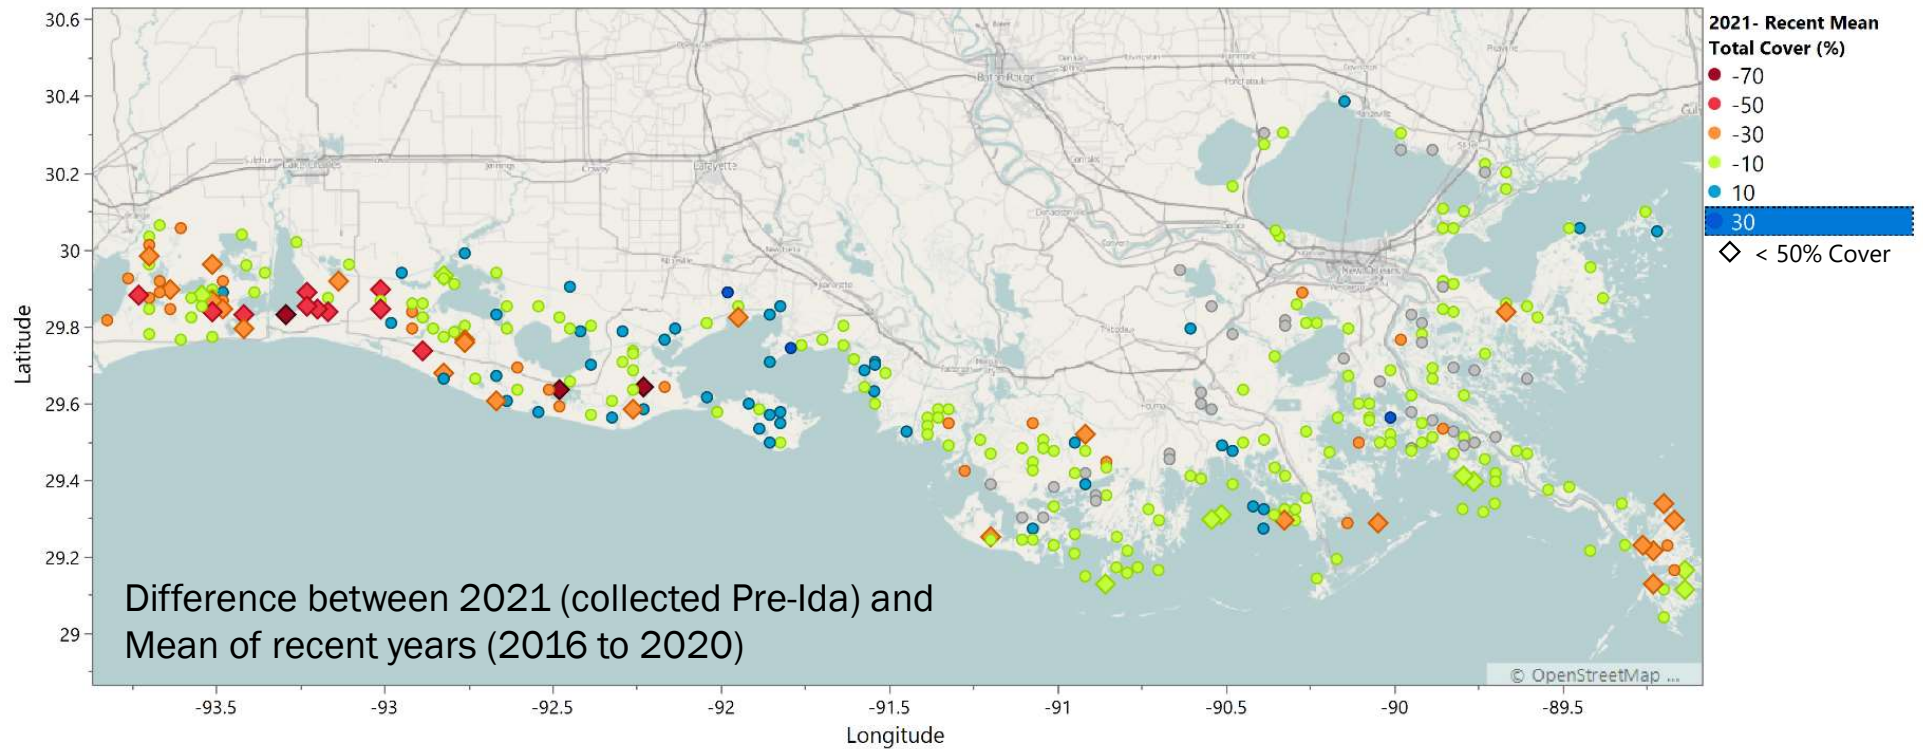 2021- Recent Mean
Total Cover (%)
-70
-50
-30
-10
10
30
< 50% Cover
30.6
30.4
30.2
30
29.8
29.6
29.4
29.2
29
Latitude
Baton Rouge
Lafayette
Lake Charles
New Orleans
Houma
Difference between 2021 (collected Pre-Ida) and
Mean of recent years (2016 to 2020)
© OpenStreetMap ...
-93.5
-93
-92.5
-92
-91.5
-91
-90.5
-90
-89.5
Longitude